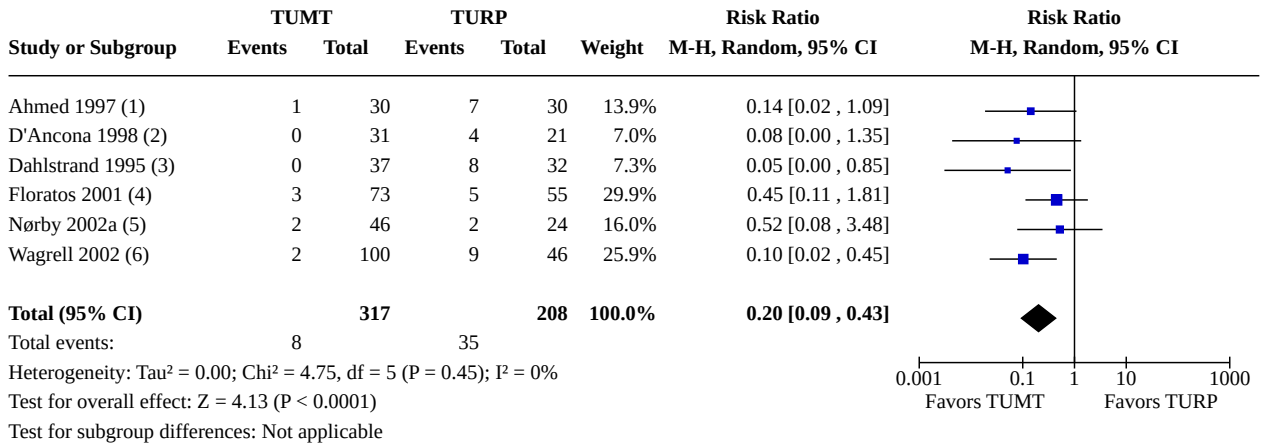 TUMT TURP Risk Ratio Risk Ratio
Study or Subgroup Events Total Events Total Weight M-H, Random, 95% CI M-H, Random, 95% CI
Ahmed 1997 (1) 1 30 7 30 13.9% 0.14 [0.02 , 1.09]
D'Ancona 1998 (2) 0 31 4 21 7.0% 0.08 [0.00 , 1.35]
Dahlstrand 1995 (3) 0 37 8 32 7.3% 0.05 [0.00 , 0.85]
Floratos 2001 (4) 3 73 5 55 29.9% 0.45 [0.11 , 1.81]
Nørby 2002a (5) 2 46 2 24 16.0% 0.52 [0.08 , 3.48]
Wagrell 2002 (6) 2 100 9 46 25.9% 0.10 [0.02 , 0.45]
Total (95% CI) 317 208 100.0% 0.20 [0.09 , 0.43]
Total events: 8 35
Heterogeneity: Tau² = 0.00; Chi² = 4.75, df = 5 (P = 0.45); I² = 0% 0.001 0.1 1 10 1000
Test for overall effect: Z = 4.13 (P < 0.0001) Favors TUMT Favors TURP
Test for subgroup differences: Not applicable